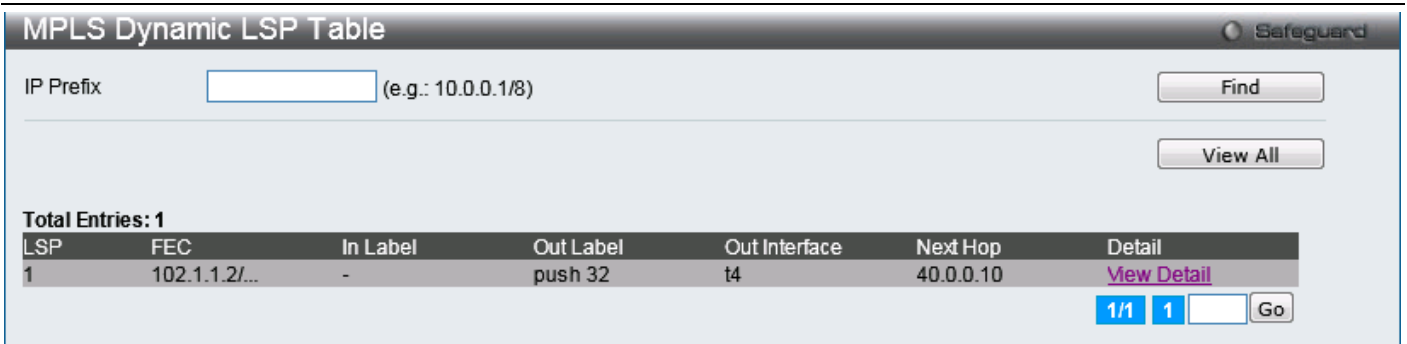 MPLS Dynamic LSP Table Safeguard
IP Prefix (e.g.: 10.0.0.1/8) Find
View All
Total Entries: 1
LSP FEC In Label Out Label Out Interface Next Hop Detail
1 102.1.1.2/... - push 32 t4 40.0.0.10 View Detail
1/1 1 Go